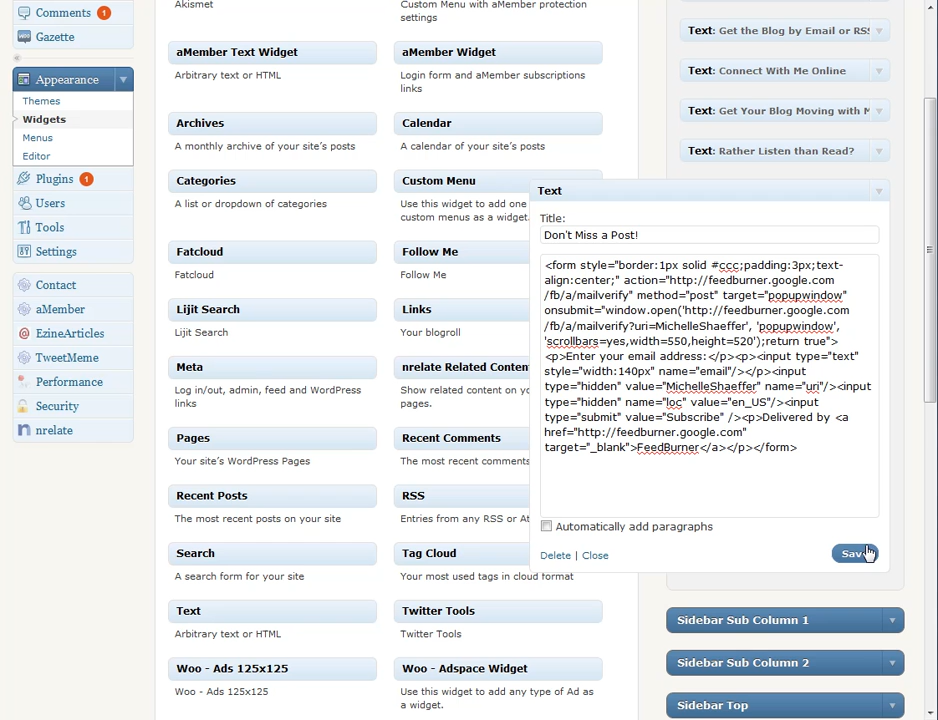 Comments 1
Gazette
Appearance
Themes
Widgets
Menus
Editor
Plugins 1
Users
Tools
Settings
Contact
aMember
EzineArticles
TweetMeme
Performance
Security
nrelate
Akismet
Custom Menu with aMember protection
settings
aMember Text Widget
aMember Widget
Arbitrary text or HTML
Login form and aMember subscriptions
links
Archives
Calendar
A monthly archive of your site's posts
A calendar of your site's posts
Categories
Custom Menu
A list or dropdown of categories
Use this widget to add one
custom menus as a widget.
Fatcloud
Follow Me
Fatcloud
Follow Me
Lijit Search
Links
Lijit Search
Your blogroll
Meta
nrelate Related Conten
Log in/out, admin, feed and WordPress
links
Show related content on yo
pages.
Pages
Recent Comments
Your site's WordPress Pages
The most recent comments
Recent Posts
RSS
The most recent posts on your site
Entries from any RSS or At
Search
Tag Cloud
A search form for your site
Your most used tags in cloud format
Text
Twitter Tools
Arbitrary text or HTML
Twitter Tools
Woo - Ads 125x125
Woo - Adspace Widget
Woo - Ads 125x125
Use this widget to add any type of Ad as
a widget.
Text: Get the Blog by Email or RSS
Text: Connect With Me Online
Text: Get Your Blog Moving with M
Text: Rather Listen than Read?
Text
Title:
Don't Miss a Post!
<form style="border:1px solid #ccc;padding:3px;text-
align:center;" action="http://feedburner.google.com
/fb/a/mailverify" method="post" target="popupwindow"
onsubmit="window.open('http://feedburner.google.com
/fb/a/mailverify?uri=MichelleShaeffer', 'popupwindow',
'scrollbars=yes,width=550,height=520');return true">
<p>Enter your email address:</p><p><input type="text"
style="width:140px" name="email"/></p><input
type="hidden" value="MichelleShaeffer" name="uri"/><input
type="hidden" name="loc" value="en_US"/><input
type="submit" value="Subscribe" /><p>Delivered by <a
href="http://feedburner.google.com"
target="_blank">FeedBurner</a></p></form>
Automatically add paragraphs
Delete | Close
Save
Sidebar Sub Column 1
Sidebar Sub Column 2
Sidebar Top